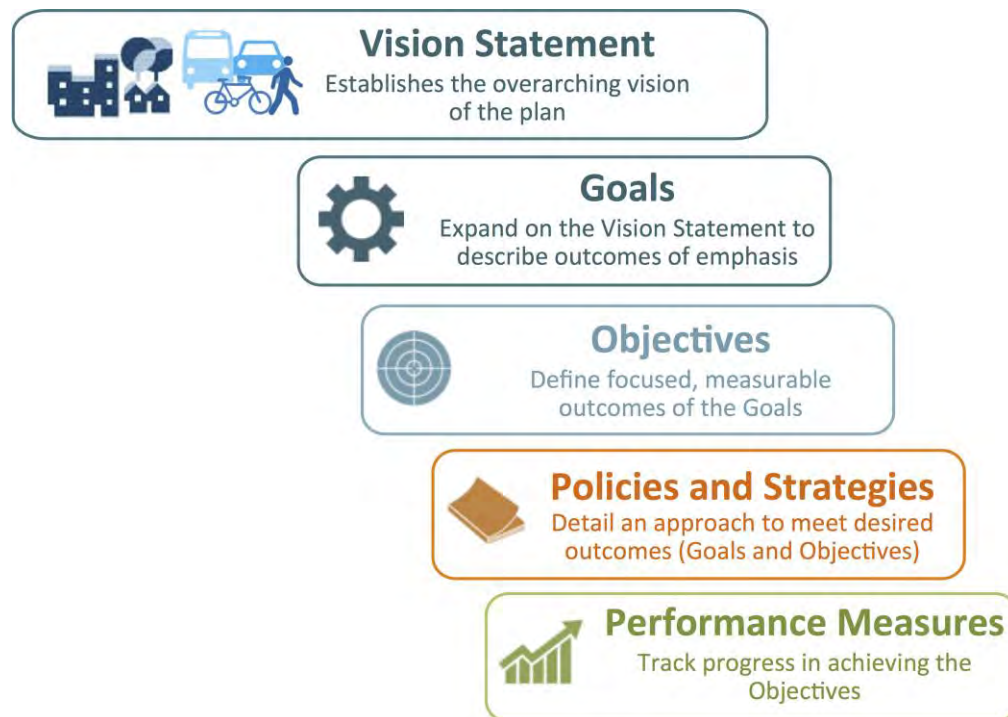 Vision Statement
Establishes the overarching vision
of the plan
Goals
Expand on the Vision Statement to
describe outcomes of emphasis
Objectives
Define focused, measurable
outcomes of the Goals
Policies and Strategies
Detail an approach to meet desired
outcomes (Goals and Objectives)
Performance Measures
Track progress in achieving the
Objectives